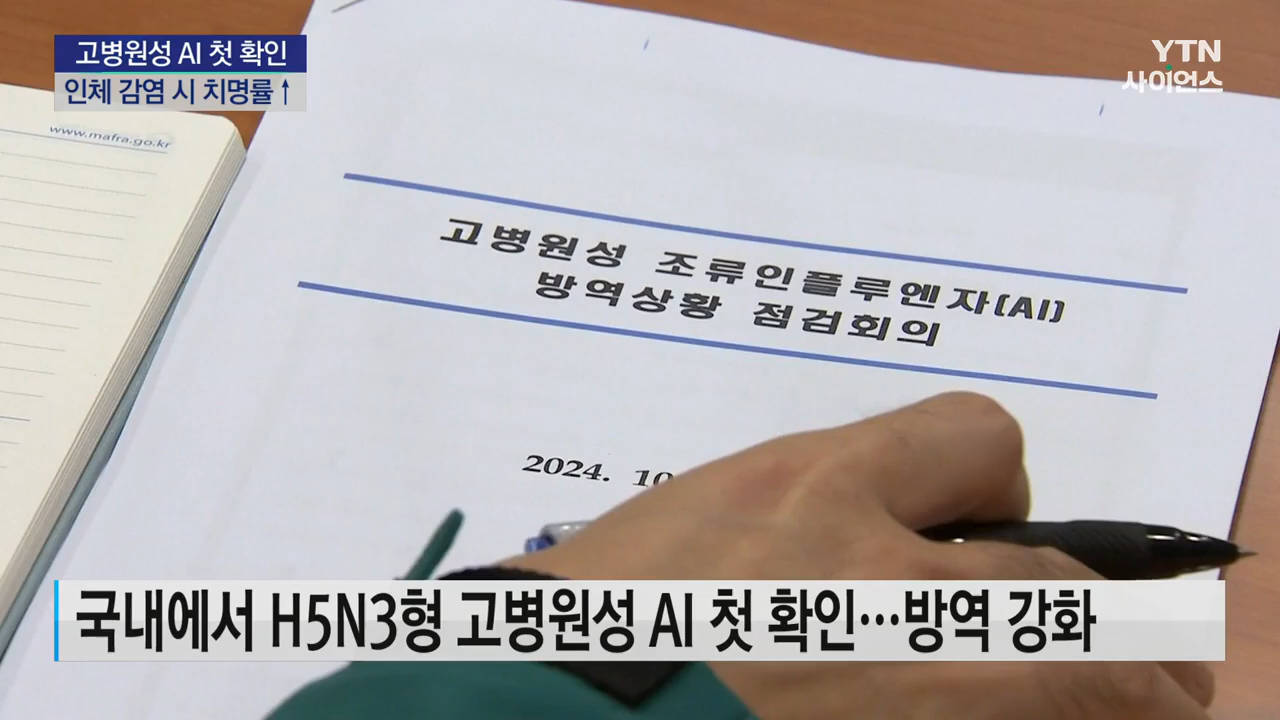 고병원성 AI 첫 확인
인체 감염 시 치명률↑
YTN
사이언스
www.mafra.go.kr
고병원성 조류인플루엔자(AI)
방역상황 점검회의
2024. 10
국내에서 H5N3형 고병원성 AI 첫 확인…방역 강화